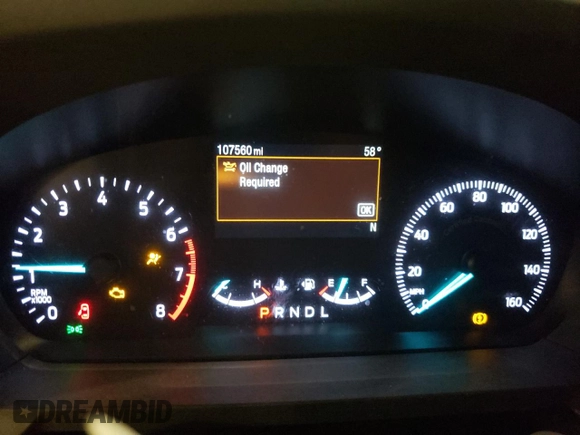 107560 mi 58°
Oil Change
Required
OK
N
0 1 2 3 4 5 6 7 8
RPM
x1000
C H
E F
PRNDL
0 20 40 60 80 100 120 140 160
MPH
DREAMBID